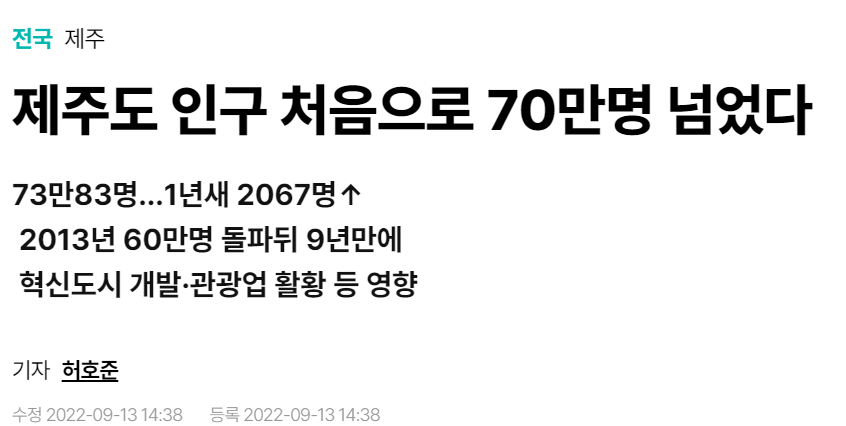 전국 제주
제주도 인구 처음으로 70만명 넘었다
73만83명...1년새 2067명↑
2013년 60만명 돌파뒤 9년만에
혁신도시 개발·관광업 활황 등 영향
기자 허호준
수정 2022-09-13 14:38 등록 2022-09-13 14:38